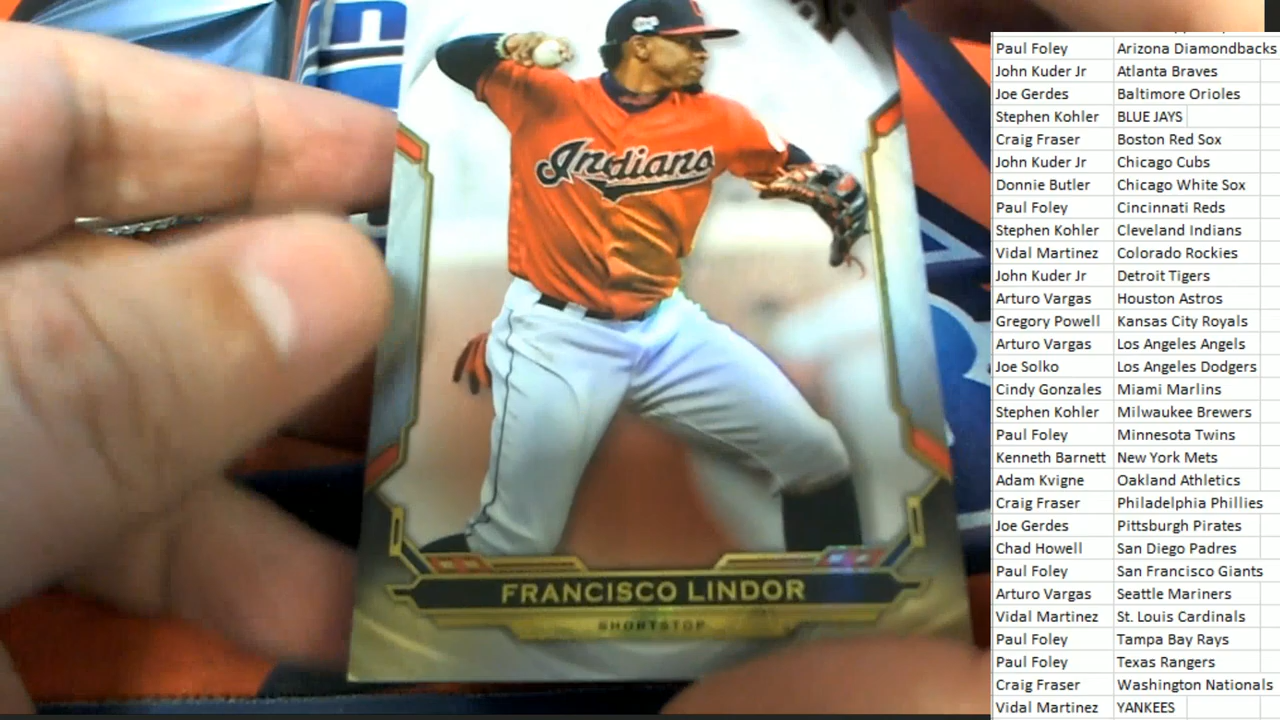 Indians
FRANCISCO LINDOR
SHORTSTOP
Paul Foley Arizona Diamondbacks
John Kuder Jr Atlanta Braves
Joe Gerdes Baltimore Orioles
Stephen Kohler BLUE JAYS
Craig Fraser Boston Red Sox
John Kuder Jr Chicago Cubs
Donnie Butler Chicago White Sox
Paul Foley Cincinnati Reds
Stephen Kohler Cleveland Indians
Vidal Martinez Colorado Rockies
John Kuder Jr Detroit Tigers
Arturo Vargas Houston Astros
Gregory Powell Kansas City Royals
Arturo Vargas Los Angeles Angels
Joe Solko Los Angeles Dodgers
Cindy Gonzales Miami Marlins
Stephen Kohler Milwaukee Brewers
Paul Foley Minnesota Twins
Kenneth Barnett New York Mets
Adam Kvigne Oakland Athletics
Craig Fraser Philadelphia Phillies
Joe Gerdes Pittsburgh Pirates
Chad Howell San Diego Padres
Paul Foley San Francisco Giants
Arturo Vargas Seattle Mariners
Vidal Martinez St. Louis Cardinals
Paul Foley Tampa Bay Rays
Paul Foley Texas Rangers
Craig Fraser Washington Nationals
Vidal Martinez YANKEES